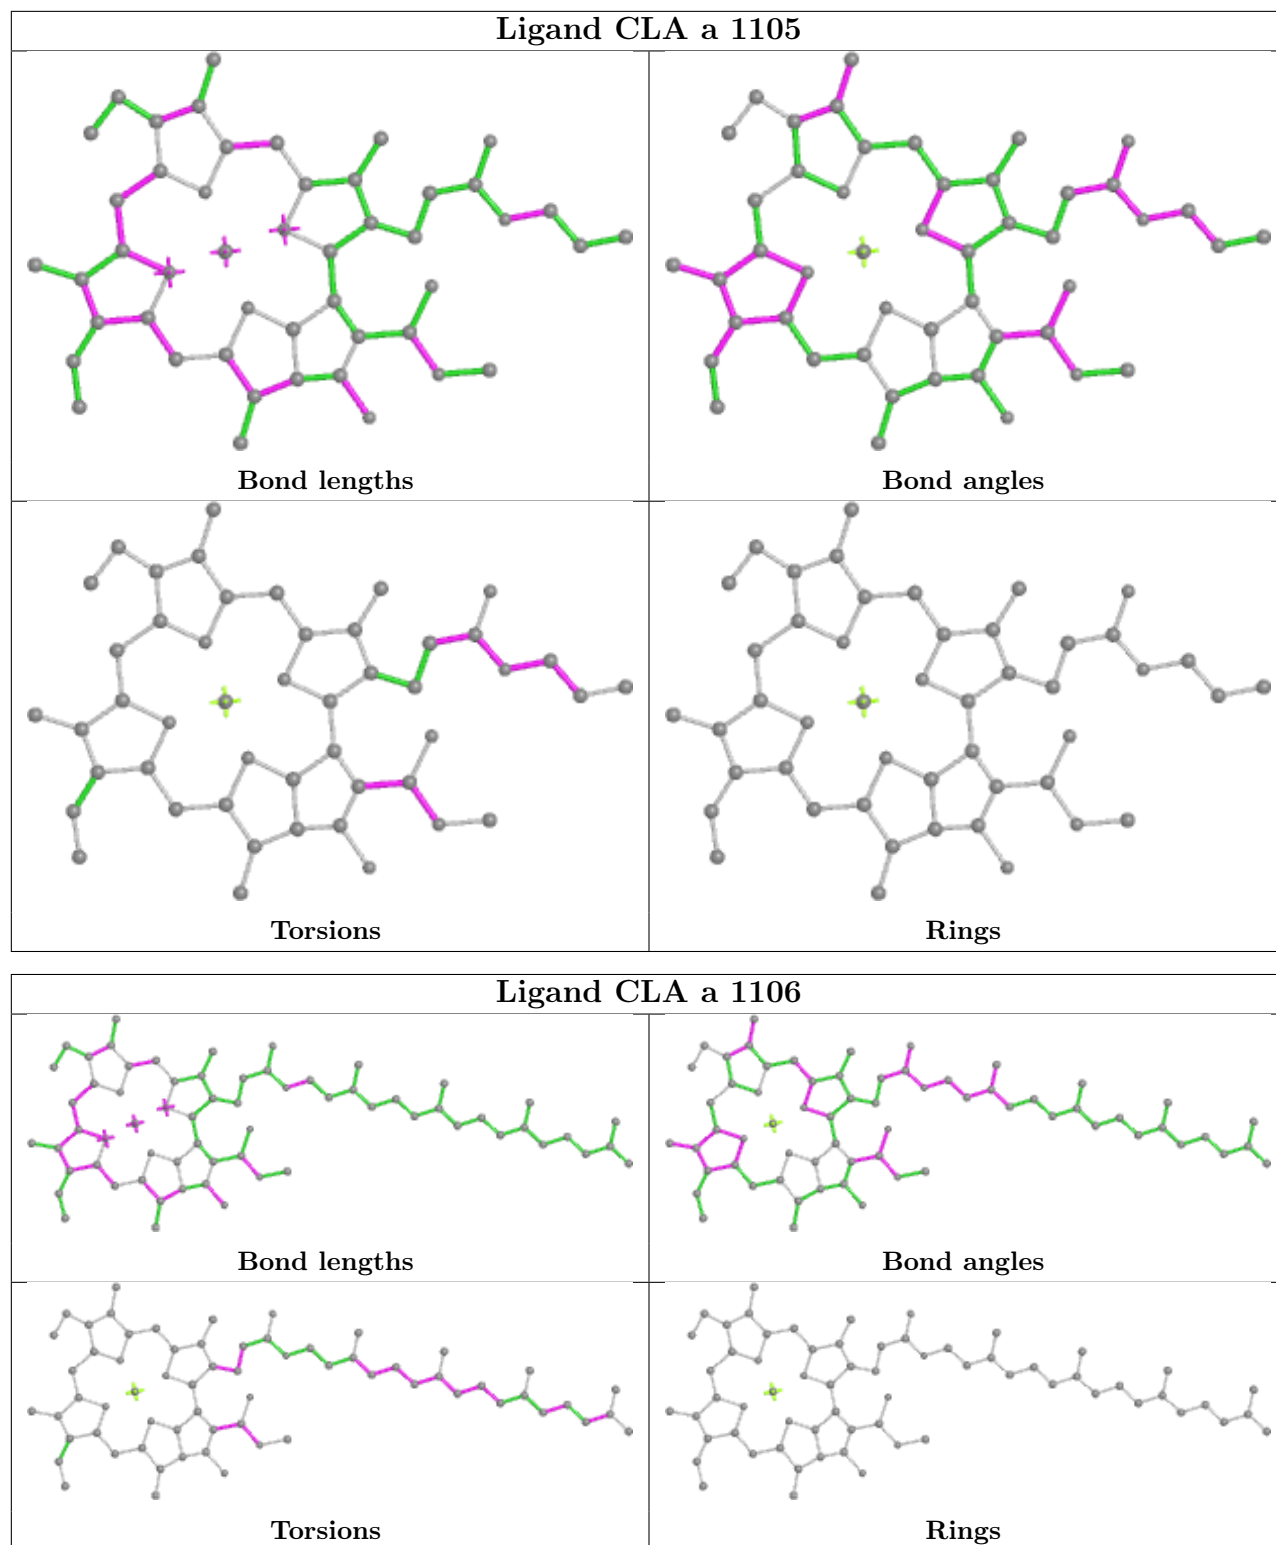 Ligand CLA a 1105
Bond lengths
Bond angles
Torsions
Rings
Ligand CLA a 1106
Bond lengths
Bond angles
Torsions
Rings